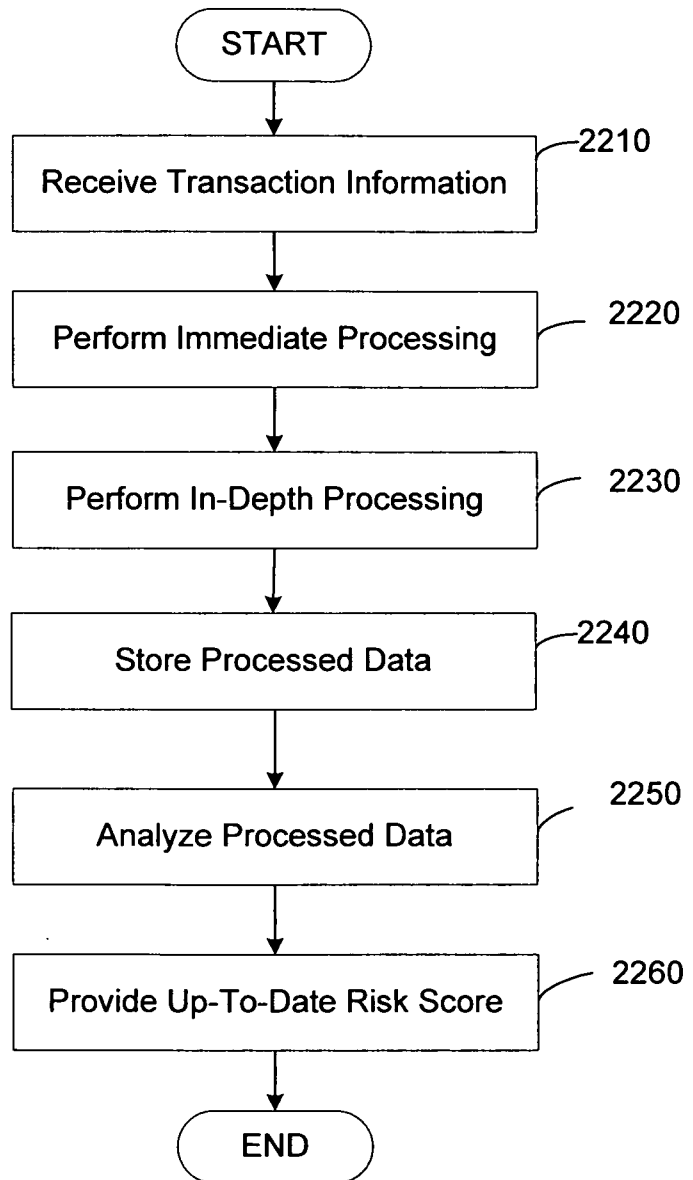 START
Receive Transaction Information
2210
Perform Immediate Processing
2220
Perform In-Depth Processing
2230
Store Processed Data
2240
Analyze Processed Data
2250
Provide Up-To-Date Risk Score
2260
END